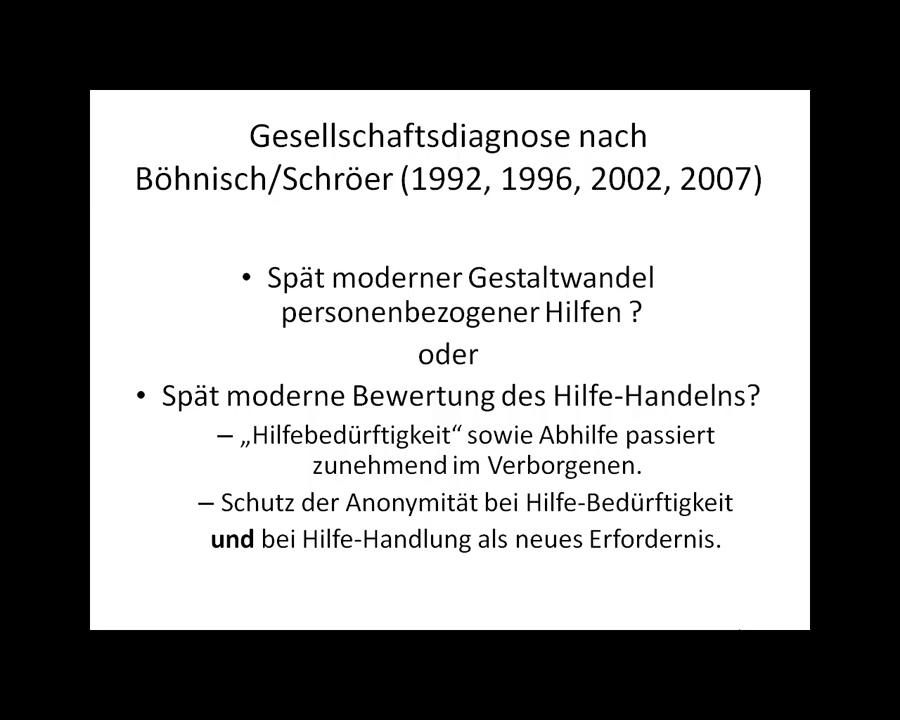 Gesellschaftsdiagnose nach
Böhnisch/Schröer (1992, 1996, 2002, 2007)
• Spät moderner Gestaltwandel
personenbezogener Hilfen ?
oder
• Spät moderne Bewertung des Hilfe-Handelns?
– „Hilfebedürftigkeit“ sowie Abhilfe passiert
zunehmend im Verborgenen.
– Schutz der Anonymität bei Hilfe-Bedürftigkeit
und bei Hilfe-Handlung als neues Erfordernis.